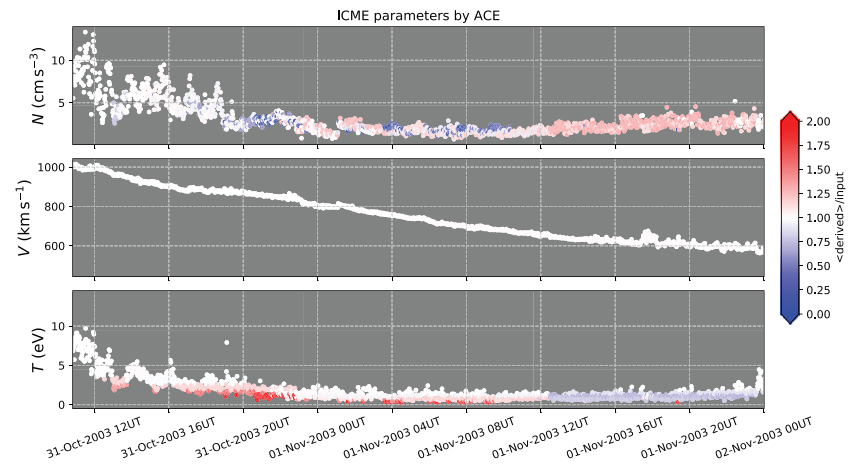 ICME parameters by ACE
10
5
N (cm s⁻³)
1000
800
600
V (km s⁻¹)
10
5
0
T (eV)
31-Oct-2003 12UT
31-Oct-2003 16UT
31-Oct-2003 20UT
01-Nov-2003 00UT
01-Nov-2003 04UT
01-Nov-2003 08UT
01-Nov-2003 12UT
01-Nov-2003 16UT
01-Nov-2003 20UT
02-Nov-2003 00UT
2.00
1.75
1.50
1.25
1.00
0.75
0.50
0.25
0.00
<derived>/input